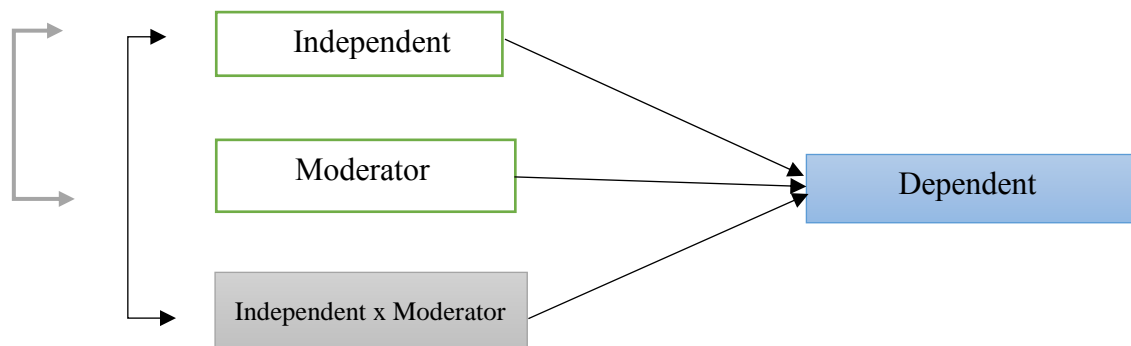 Independent
Moderator
Dependent
Independent x Moderator